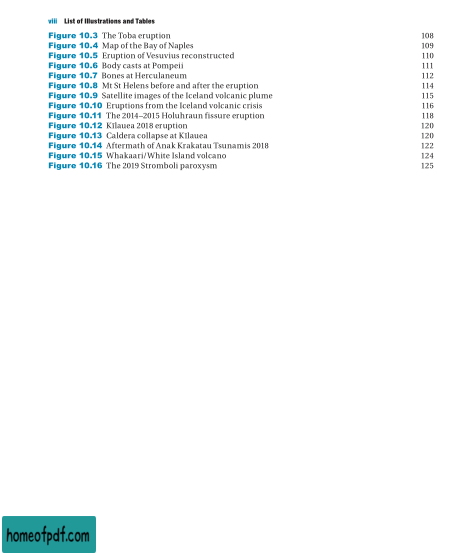 viii List of Illustrations and Tables
Figure 10.3 The Toba eruption 108
Figure 10.4 Map of the Bay of Naples 109
Figure 10.5 Eruption of Vesuvius reconstructed 110
Figure 10.6 Body casts at Pompeii 111
Figure 10.7 Bones at Herculaneum 112
Figure 10.8 Mt St Helens before and after the eruption 114
Figure 10.9 Satellite images of the Iceland volcanic plume 115
Figure 10.10 Eruptions from the Iceland volcanic crisis 116
Figure 10.11 The 2014–2015 Holuhraun fissure eruption 118
Figure 10.12 Kīlauea 2018 eruption 120
Figure 10.13 Caldera collapse at Kīlauea 120
Figure 10.14 Aftermath of Anak Krakatau Tsunamis 2018 122
Figure 10.15 Whakaari/White Island volcano 124
Figure 10.16 The 2019 Stromboli paroxysm 125
homeofpdf.com